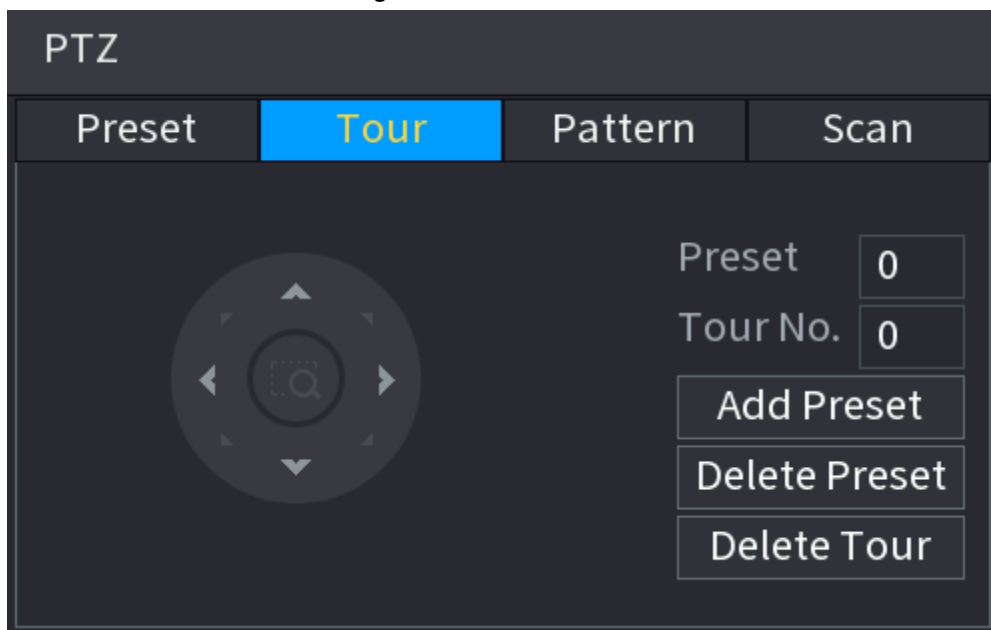 PTZ
Preset Tour Pattern Scan
Preset 0
Tour No. 0
Add Preset
Delete Preset
Delete Tour